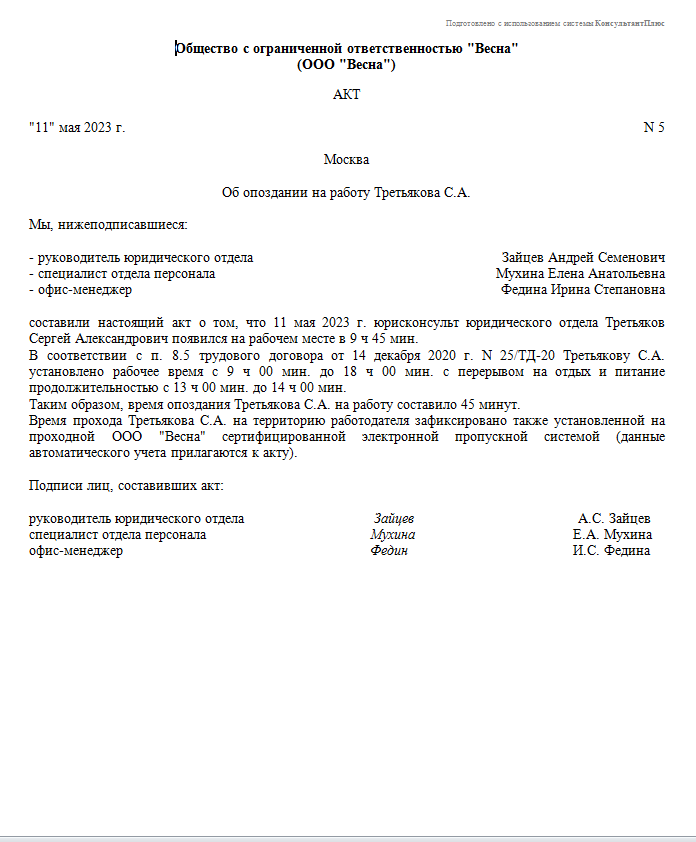 Подготовлено с использованием системы КонсультантПлюс
Общество с ограниченной ответственностью "Весна"
(ООО "Весна")
АКТ
"11" мая 2023 г. N 5
Москва
Об опоздании на работу Третьякова С.А.
Мы, нижеподписавшиеся:
- руководитель юридического отдела Зайцев Андрей Семенович
- специалист отдела персонала Мухина Елена Анатольевна
- офис-менеджер Федина Ирина Степановна
составили настоящий акт о том, что 11 мая 2023 г. юрисконсульт юридического отдела Третьяков
Сергей Александрович появился на рабочем месте в 9 ч 45 мин.
В соответствии с п. 8.5 трудового договора от 14 декабря 2020 г. N 25/ТД-20 Третьякову С.А.
установлено рабочее время с 9 ч 00 мин. до 18 ч 00 мин. с перерывом на отдых и питание
продолжительностью с 13 ч 00 мин. до 14 ч 00 мин.
Таким образом, время опоздания Третьякова С.А. на работу составило 45 минут.
Время прохода Третьякова С.А. на территорию работодателя зафиксировано также установленной на
проходной ООО "Весна" сертифицированной электронной пропускной системой (данные
автоматического учета прилагаются к акту).
Подписи лиц, составивших акт:
руководитель юридического отдела Зайцев А.С. Зайцев
специалист отдела персонала Мухина Е.А. Мухина
офис-менеджер Федин И.С. Федина